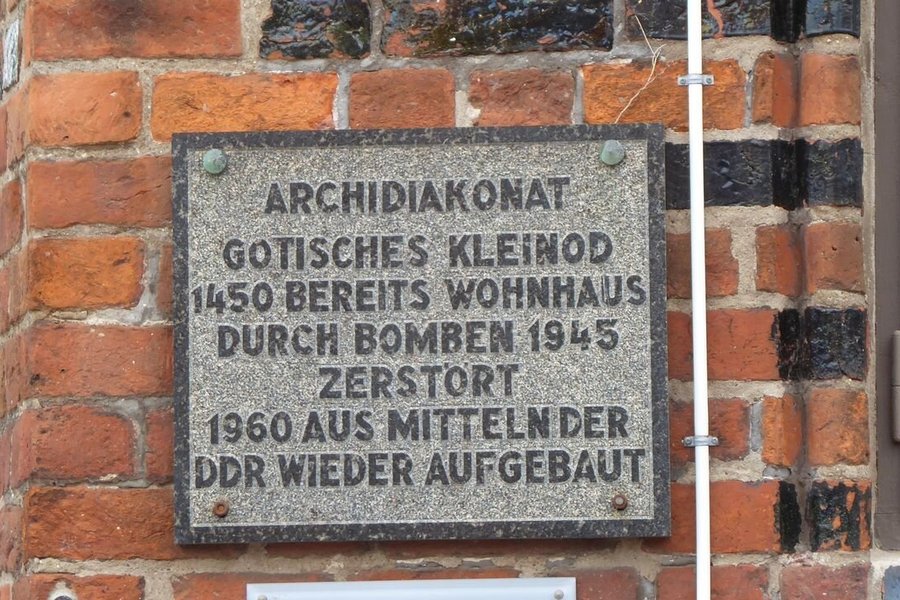 ARCHIDIAKONAT
GOTISCHES KLEINOD
1450 BEREITS WOHNHAUS
DURCH BOMBEN 1945
ZERSTÖRT
1960 AUS MITTELN DER
DDR WIEDER AUFGEBAUT